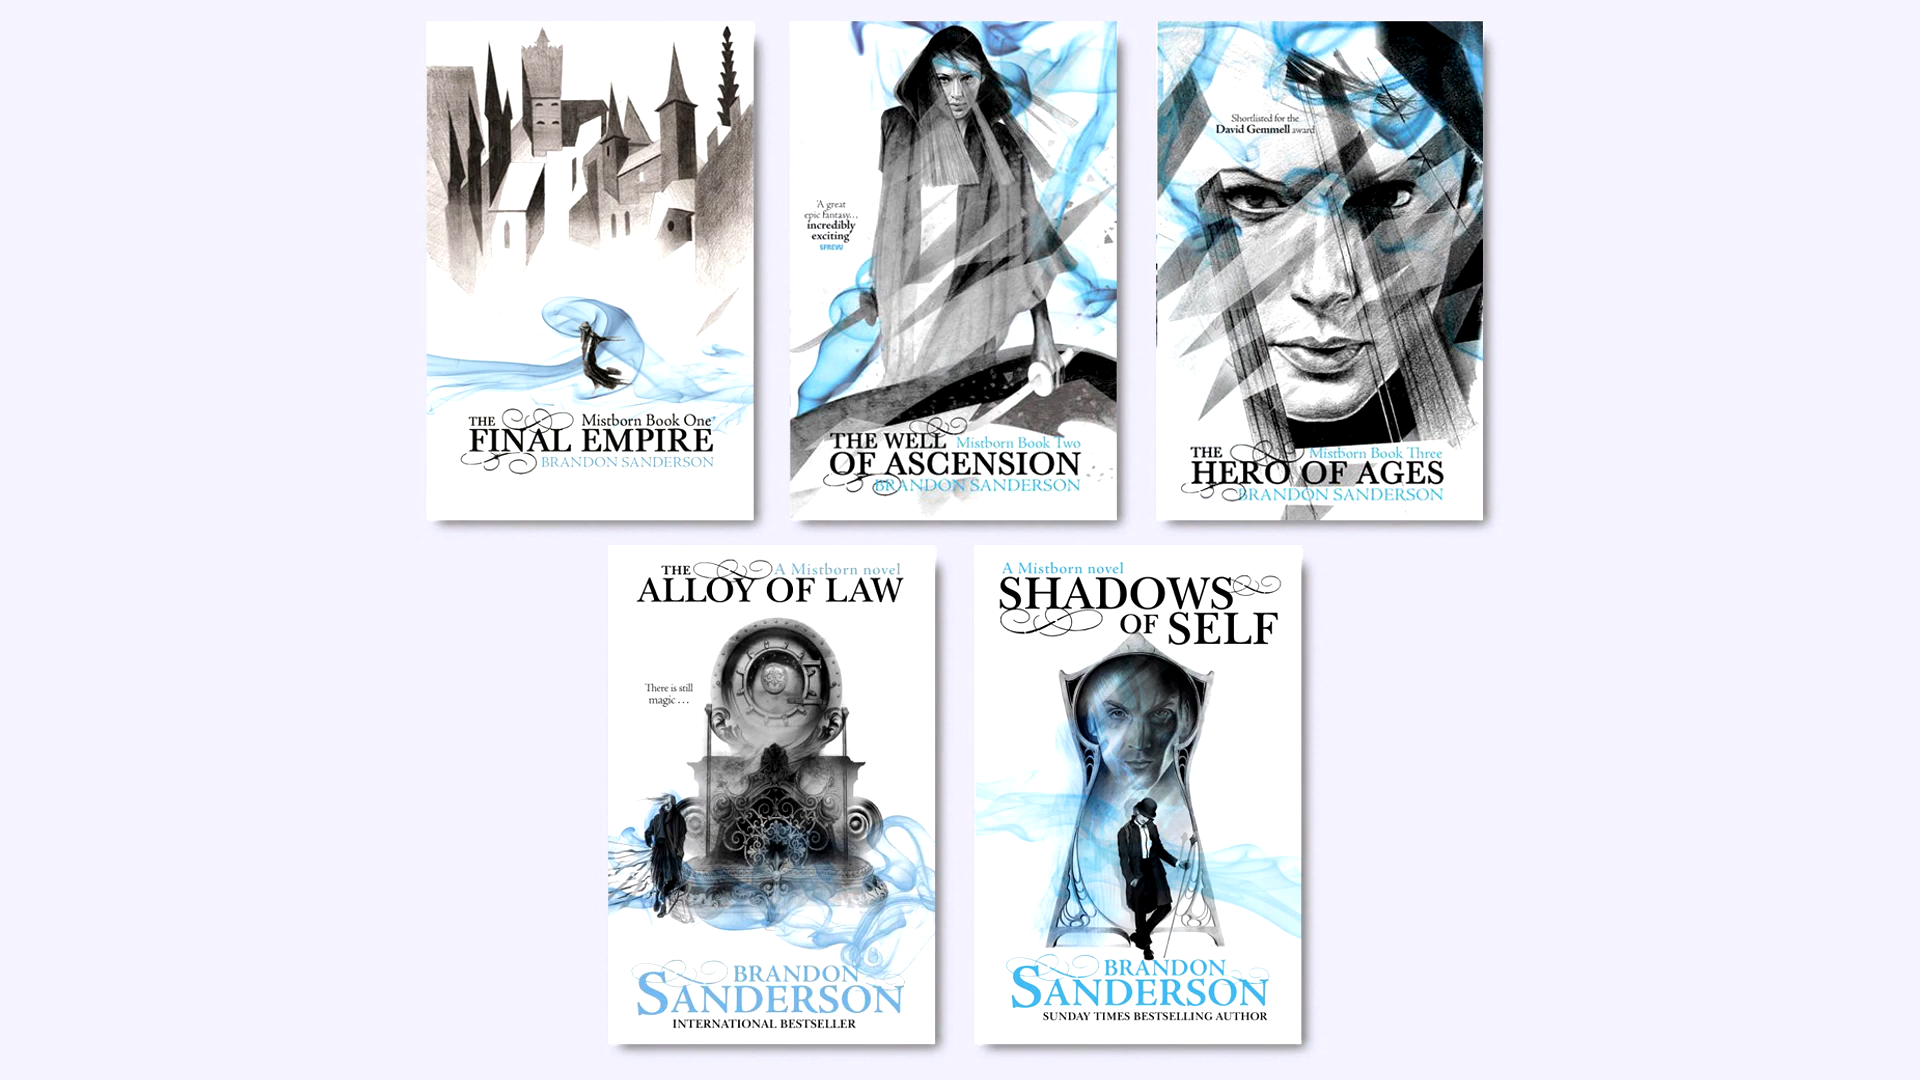 THE Mistborn Book One
FINAL EMPIRE
BRANDON SANDERSON
'A great
epic fantasy...
incredibly
exciting'
SFREVU
THE WELL Mistborn Book Two
OF ASCENSION
BRANDON SANDERSON
Shortlisted for the
David Gemmell award
THE Mistborn Book Three
HERO OF AGES
BRANDON SANDERSON
THE A Mistborn novel
ALLOY OF LAW
There is still
magic . . .
BRANDON
SANDERSON
INTERNATIONAL BESTSELLER
A Mistborn novel
SHADOWS
OF SELF
BRANDON
SANDERSON
SUNDAY TIMES BESTSELLING AUTHOR